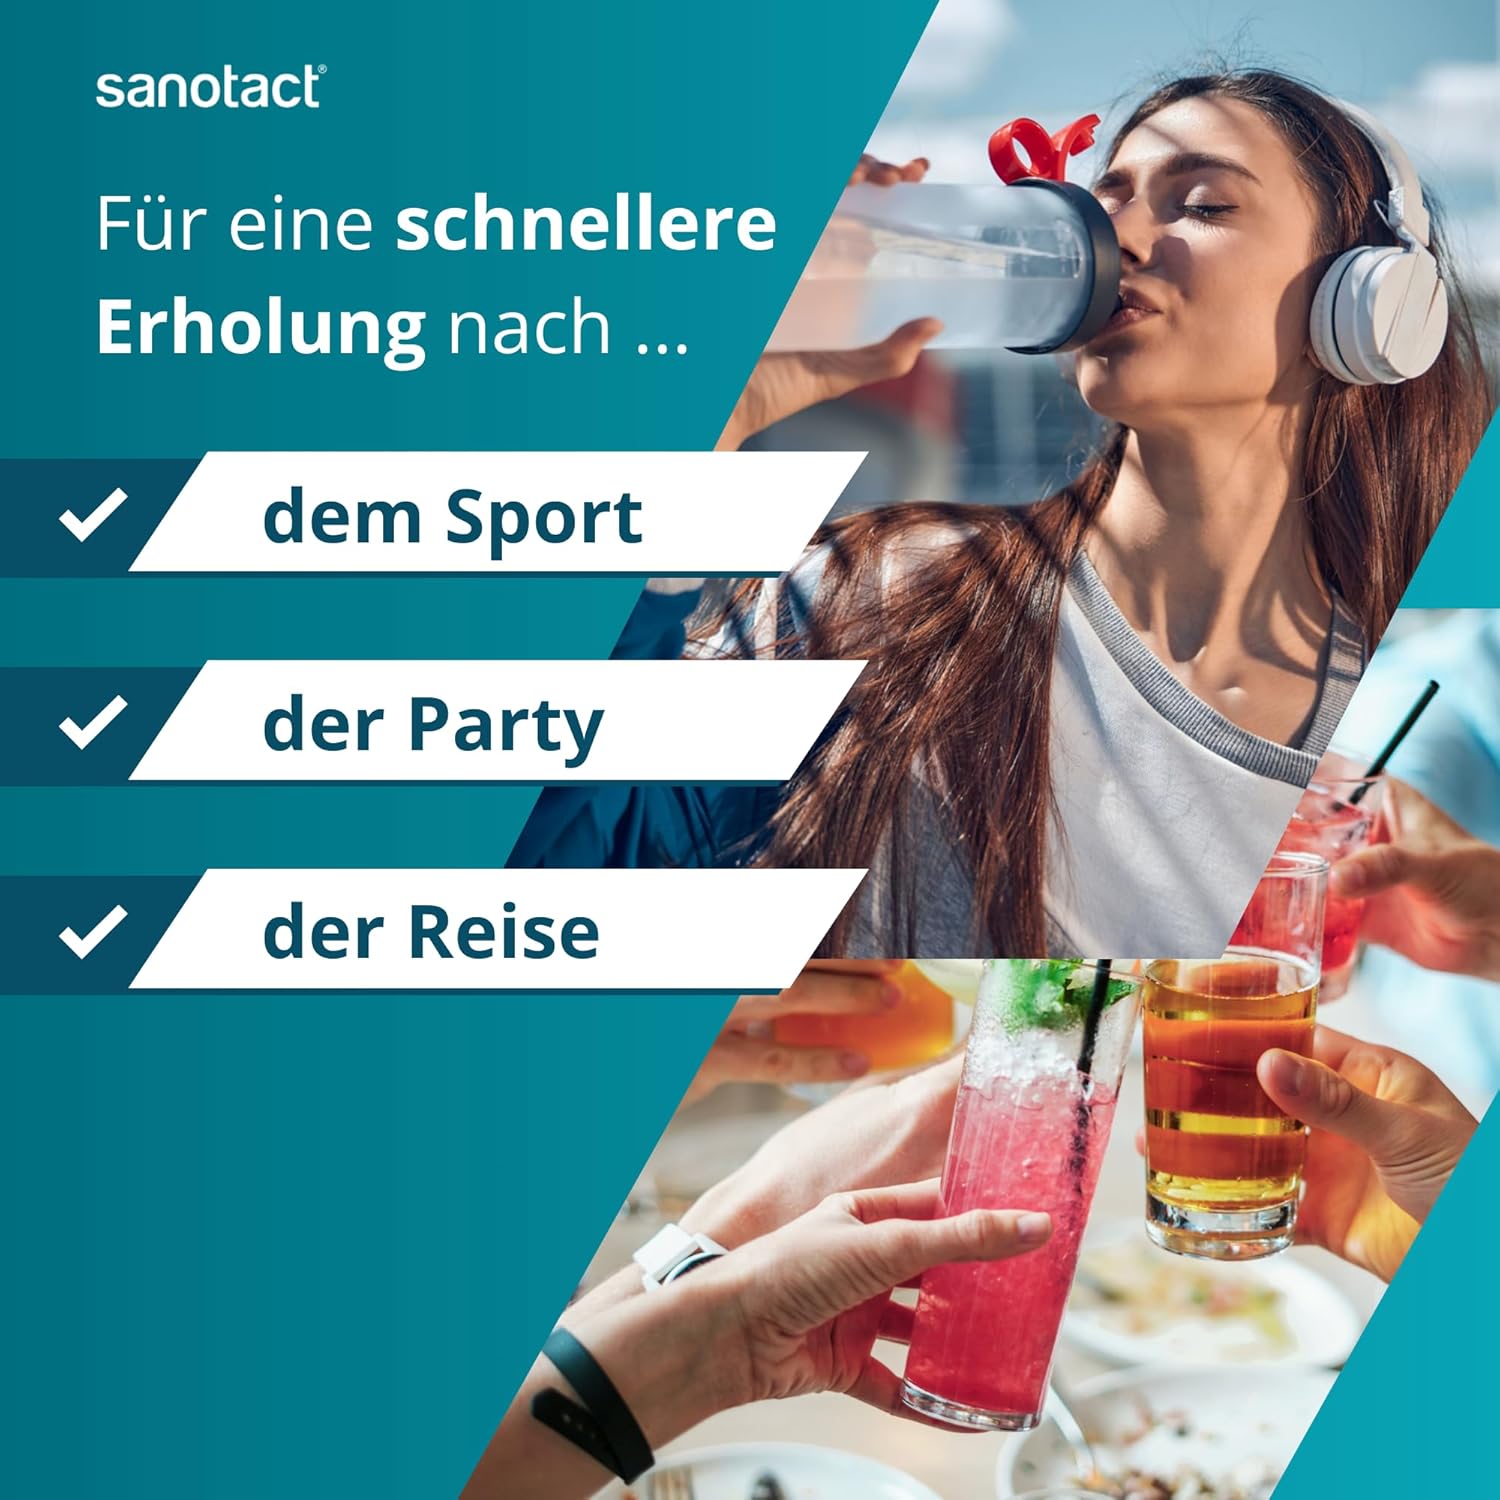 sanotact®
Für eine schnellere
Erholung nach ...
dem Sport
der Party
der Reise